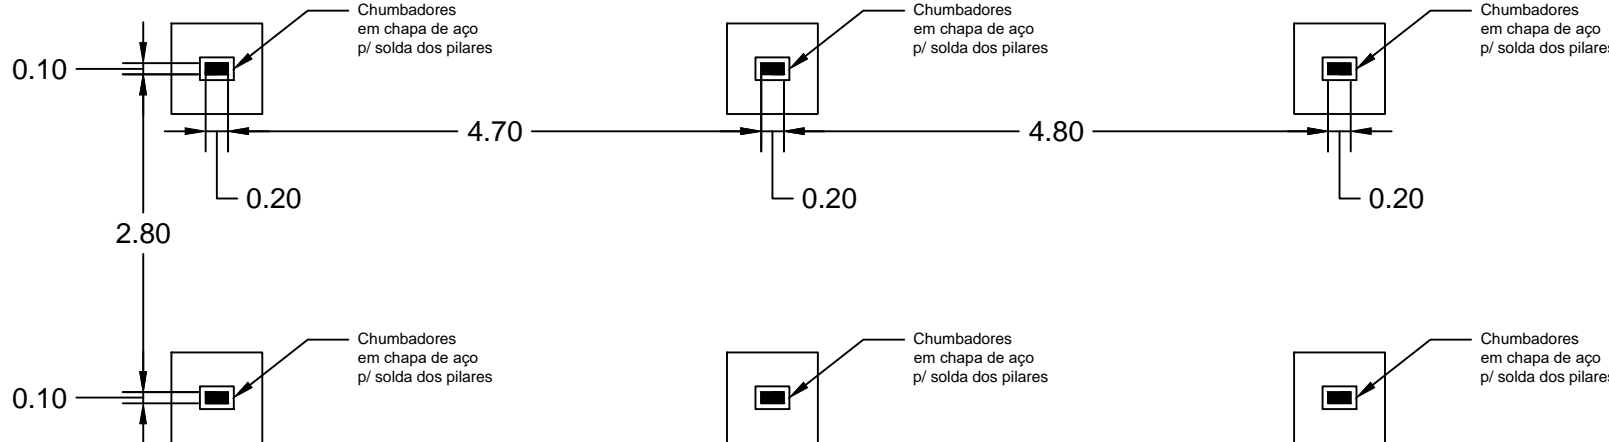 Chumbadores
em chapa de aço
p/ solda dos pilares
Chumbadores
em chapa de aço
p/ solda dos pilares
Chumbadores
em chapa de aço
p/ solda dos pilares
0.10
4.70
4.80
0.20
0.20
0.20
2.80
Chumbadores
em chapa de aço
p/ solda dos pilares
Chumbadores
em chapa de aço
p/ solda dos pilares
Chumbadores
em chapa de aço
p/ solda dos pilares
0.10